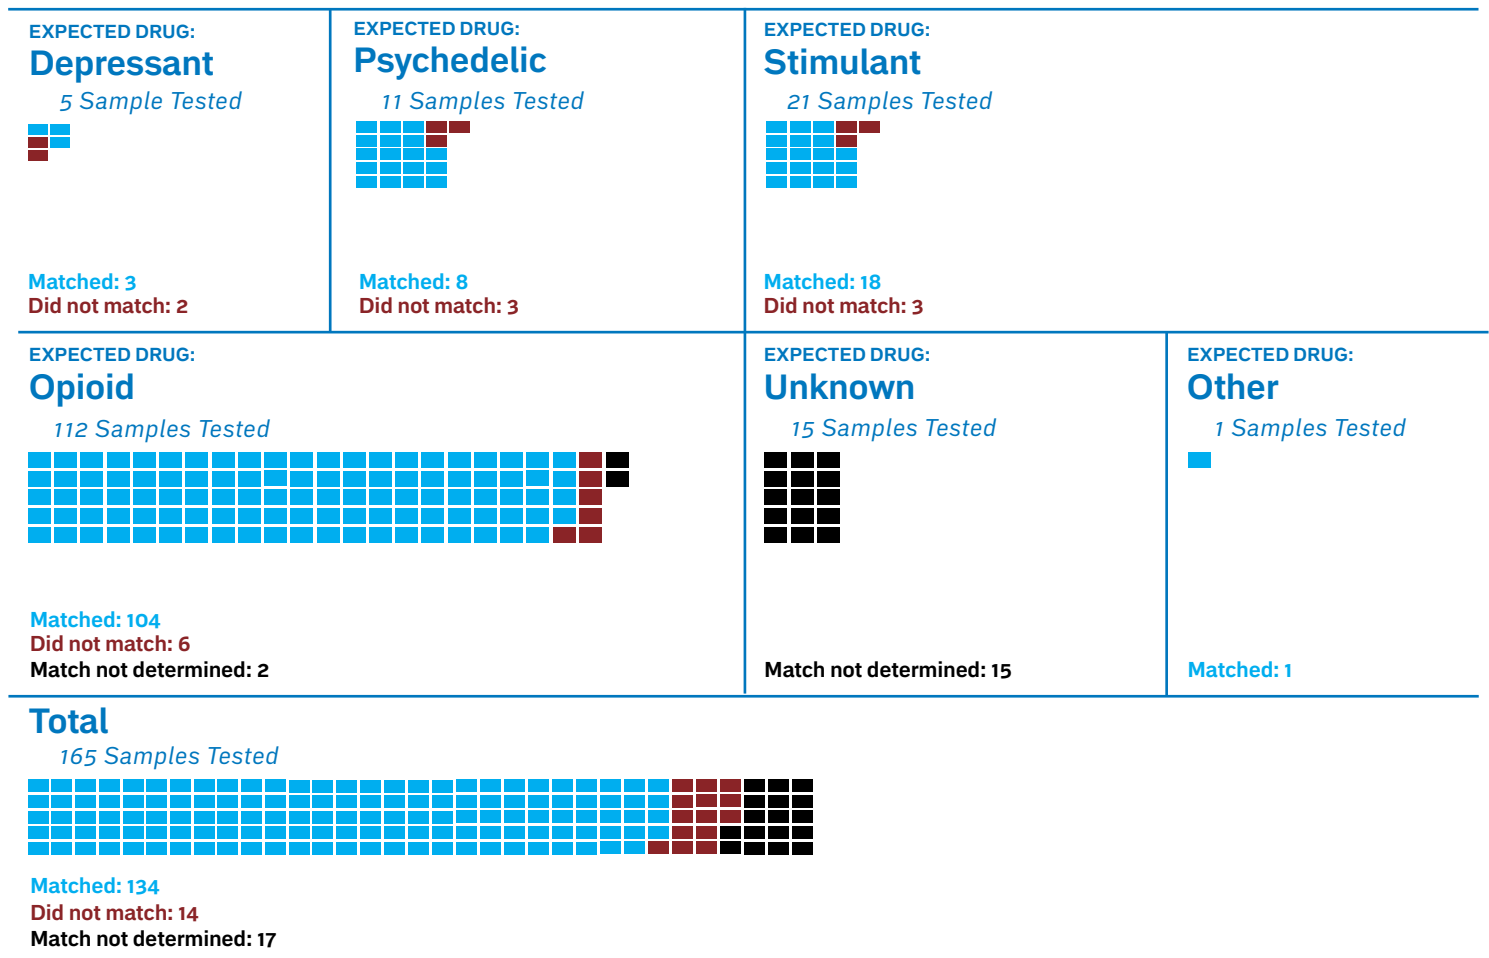 EXPECTED DRUG:
Depressant
5 Sample Tested
Matched: 3
Did not match: 2
EXPECTED DRUG:
Psychedelic
11 Samples Tested
Matched: 8
Did not match: 3
EXPECTED DRUG:
Stimulant
21 Samples Tested
Matched: 18
Did not match: 3
EXPECTED DRUG:
Opioid
112 Samples Tested
Matched: 104
Did not match: 6
Match not determined: 2
EXPECTED DRUG:
Unknown
15 Samples Tested
Match not determined: 15
EXPECTED DRUG:
Other
1 Samples Tested
Matched: 1
Total
165 Samples Tested
Matched: 134
Did not match: 14
Match not determined: 17